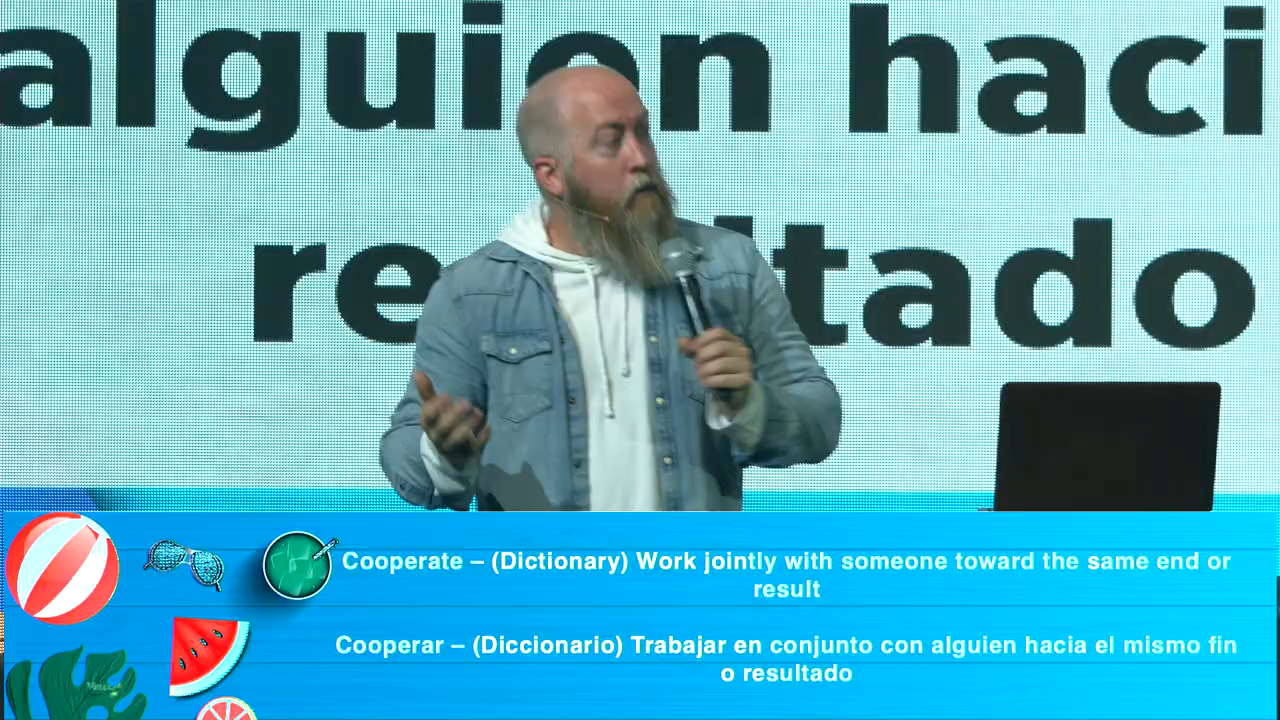 alguien haci
re tado
Cooperate – (Dictionary) Work jointly with someone toward the same end or
result
Cooperar – (Diccionario) Trabajar en conjunto con alguien hacia el mismo fin
o resultado